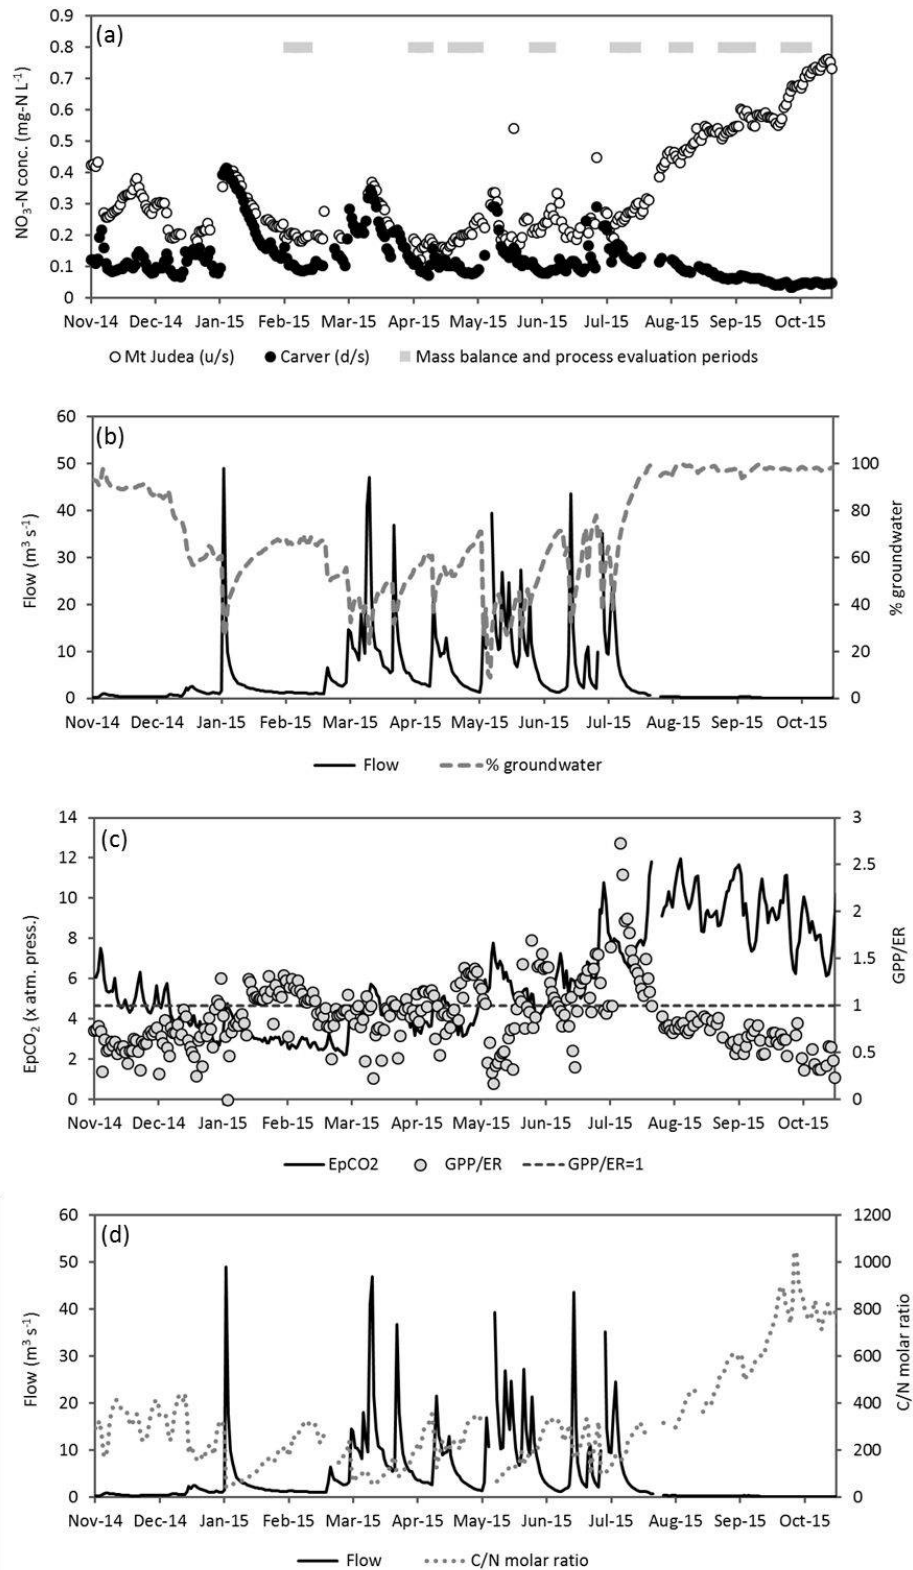 (a)
NO3-N conc. (mg-N L-1)
0.9
0.8
0.7
0.6
0.5
0.4
0.3
0.2
0.1
0
Nov-14 Dec-14 Jan-15 Feb-15 Mar-15 Apr-15 May-15 Jun-15 Jul-15 Aug-15 Sep-15 Oct-15
Mt Judea (u/s) Carver (d/s) Mass balance and process evaluation periods
(b)
Flow (m3 s-1)
60
50
40
30
20
10
0
100
80
60
40
20
0
% groundwater
Nov-14 Dec-14 Jan-15 Feb-15 Mar-15 Apr-15 May-15 Jun-15 Jul-15 Aug-15 Sep-15 Oct-15
Flow % groundwater
(c)
EpCO2 (x atm. press.)
14
12
10
8
6
4
2
0
3
2.5
2
1.5
1
0.5
0
GPP/ER
Nov-14 Dec-14 Jan-15 Feb-15 Mar-15 Apr-15 May-15 Jun-15 Jul-15 Aug-15 Sep-15 Oct-15
EpCO2 GPP/ER GPP/ER=1
(d)
Flow (m3 s-1)
60
50
40
30
20
10
0
1200
1000
800
600
400
200
0
C/N molar ratio
Nov-14 Dec-14 Jan-15 Feb-15 Mar-15 Apr-15 May-15 Jun-15 Jul-15 Aug-15 Sep-15 Oct-15
Flow C/N molar ratio